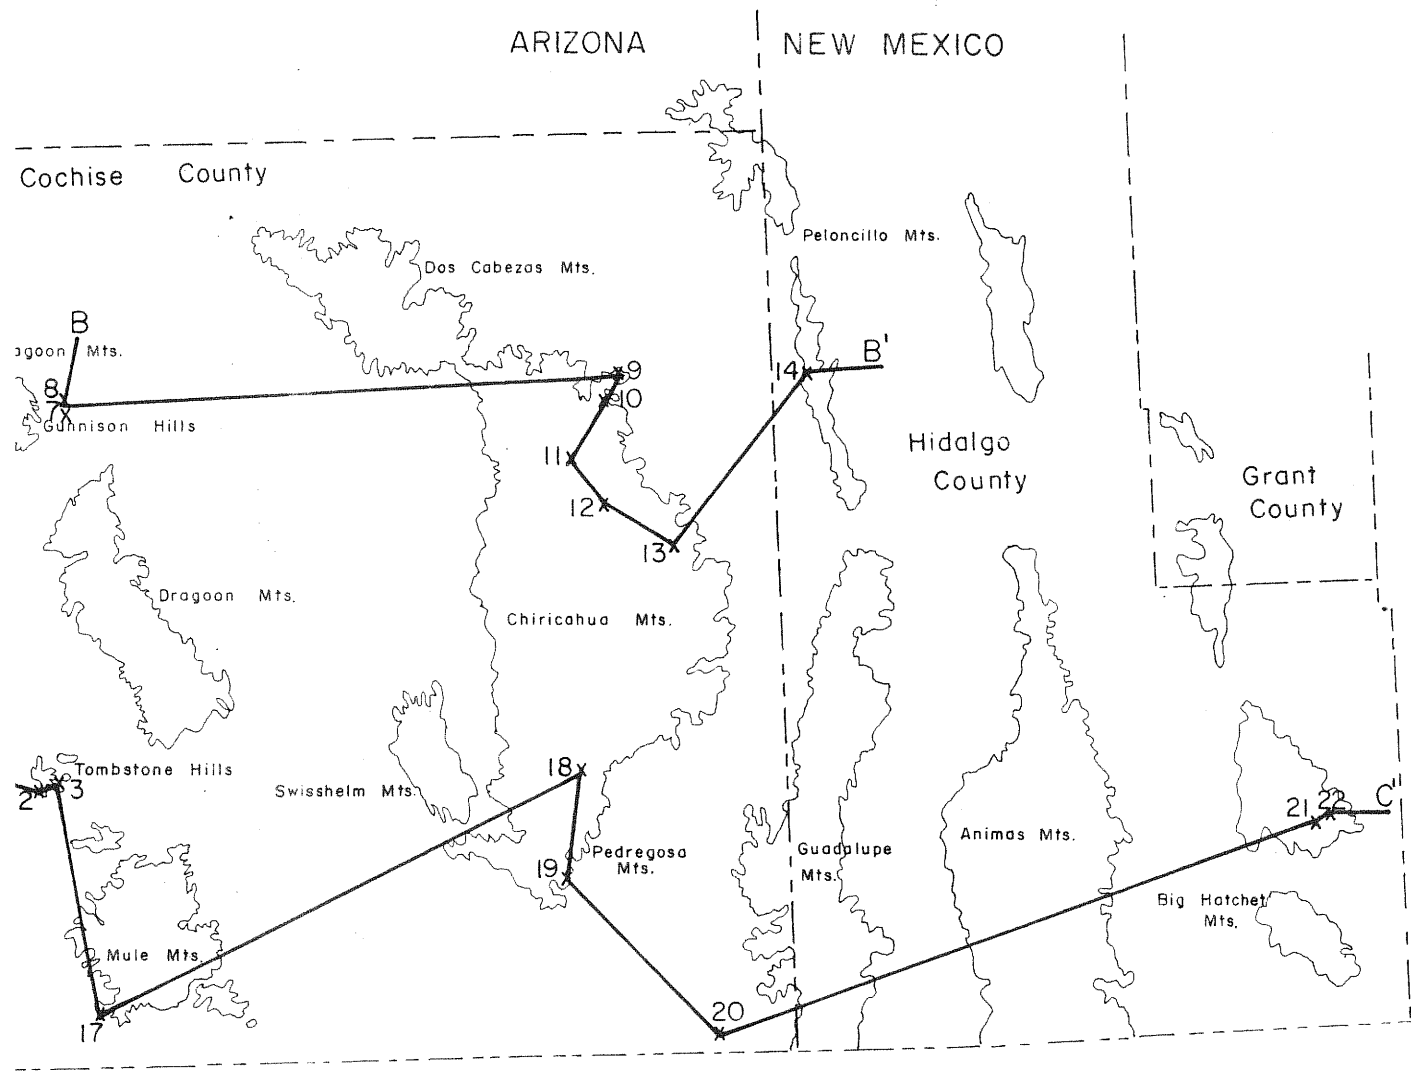 ARIZONA
NEW MEXICO
Cochise County
Peloncillo Mts.
Dos Cabezas Mts.
B
agoon Mts.
8
7
Gunnison Hills
9
10
11
12
13
14
B'
Hidalgo
County
Grant
County
Dragoon Mts.
Chiricahua Mts.
Tombstone Hills
2
3
Swisshelm Mts.
18
19
Pedregosa
Mts.
Guadalupe
Mts.
Animas Mts.
21
22
C'
Big Hatchet
Mts.
Mule Mts.
17
20